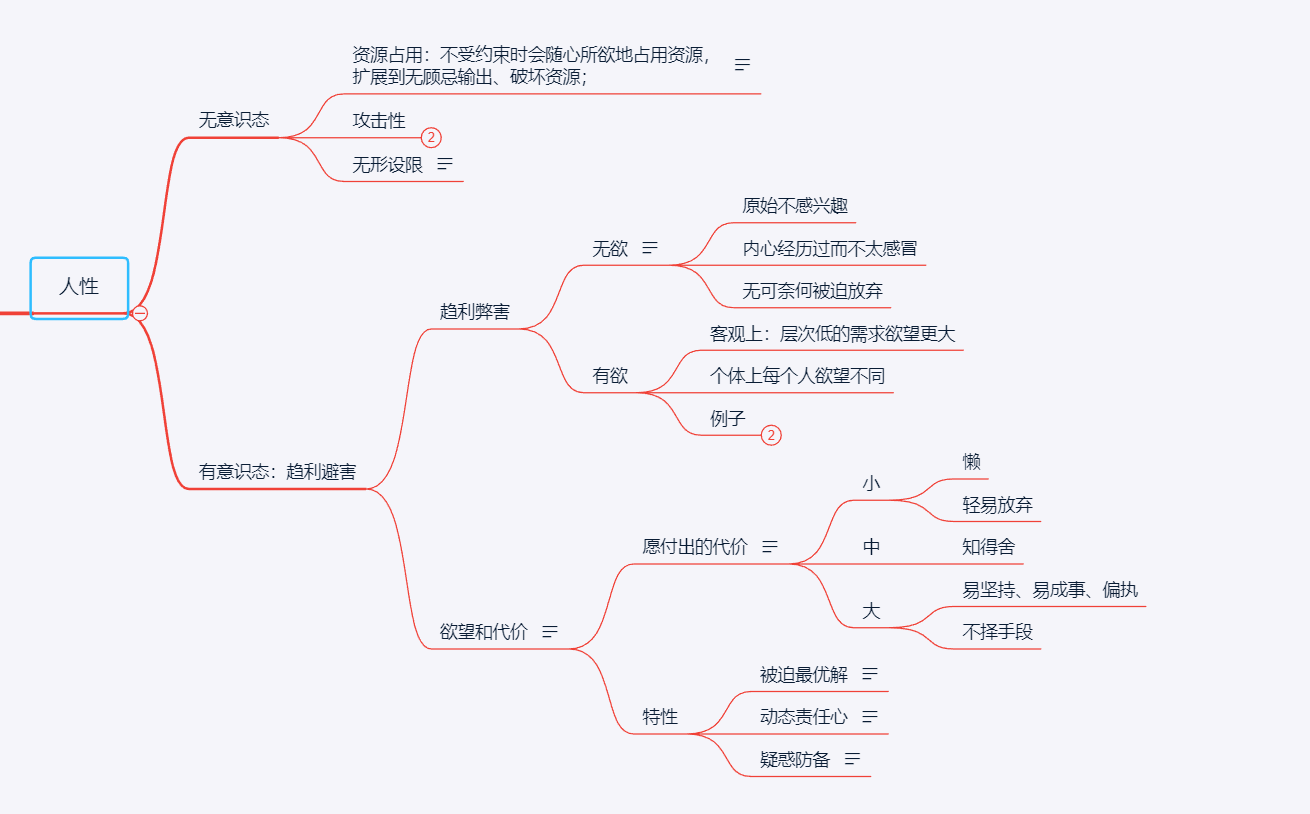 人性
无意识态
资源占用：不受约束时会随心所欲地占用资源，
扩展到无顾忌输出、破坏资源；
攻击性
2
无形设限
有意识态：趋利避害
趋利弊害
无欲
原始不感兴趣
内心经历过而不太感冒
无可奈何被迫放弃
有欲
客观上：层次低的需求欲望更大
个体上每个人欲望不同
例子
2
欲望和代价
愿付出的代价
小
懒
轻易放弃
中
知得舍
大
易坚持、易成事、偏执
不择手段
特性
被迫最优解
动态责任心
疑惑防备